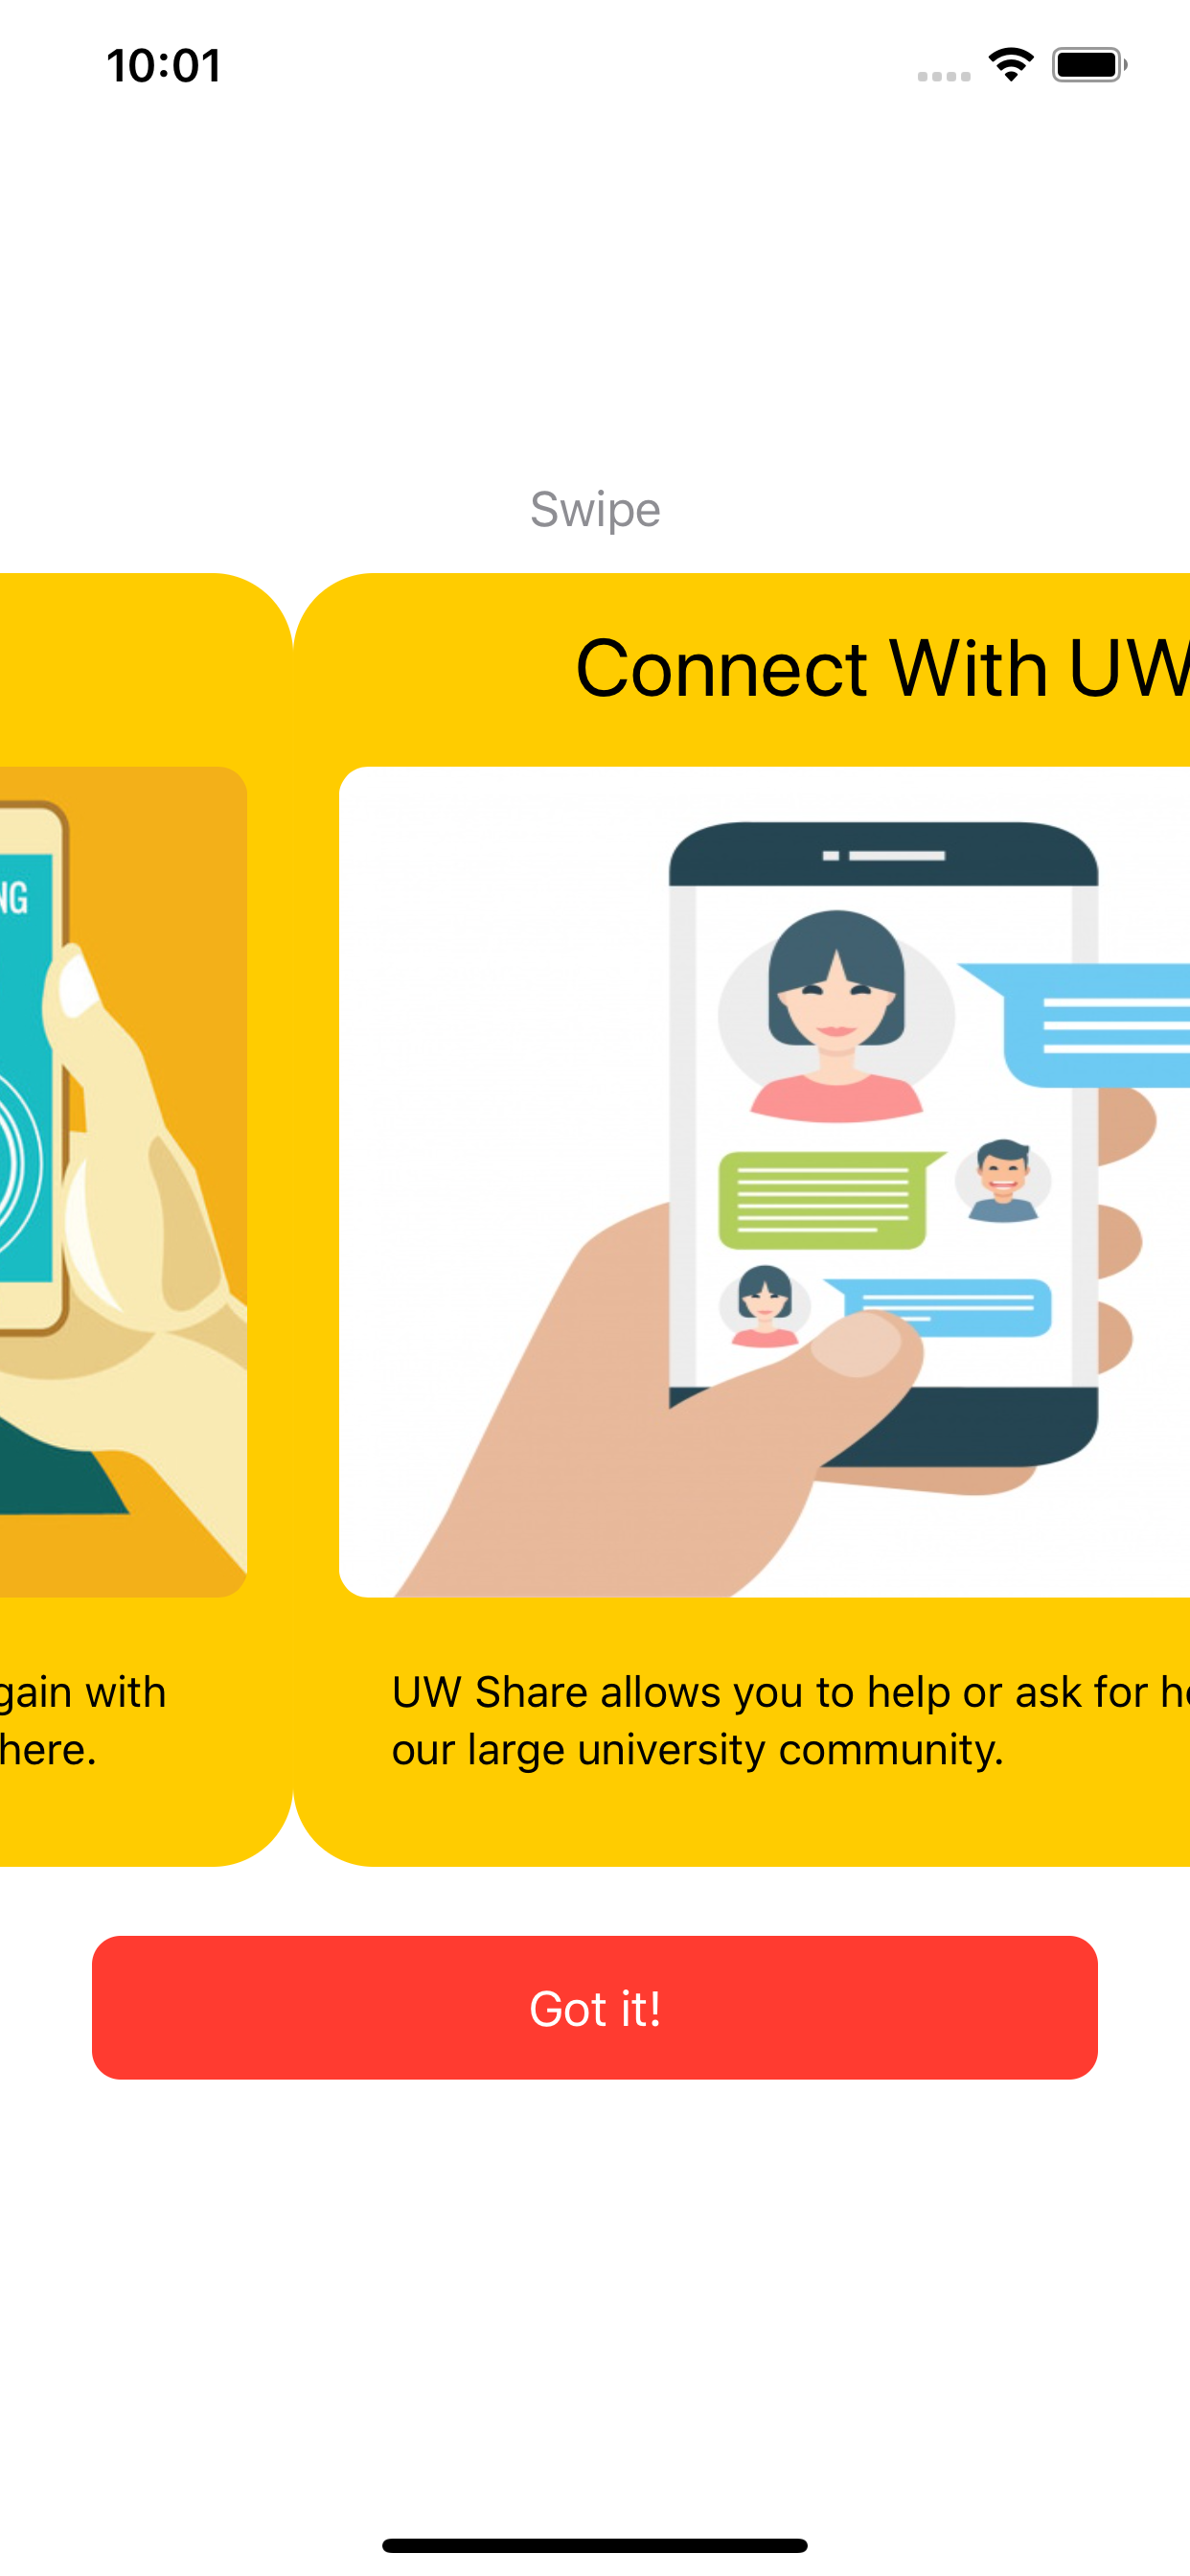 10:01
Swipe
Connect With UW
NG
gain with
here.
UW Share allows you to help or ask for he
our large university community.
Got it!